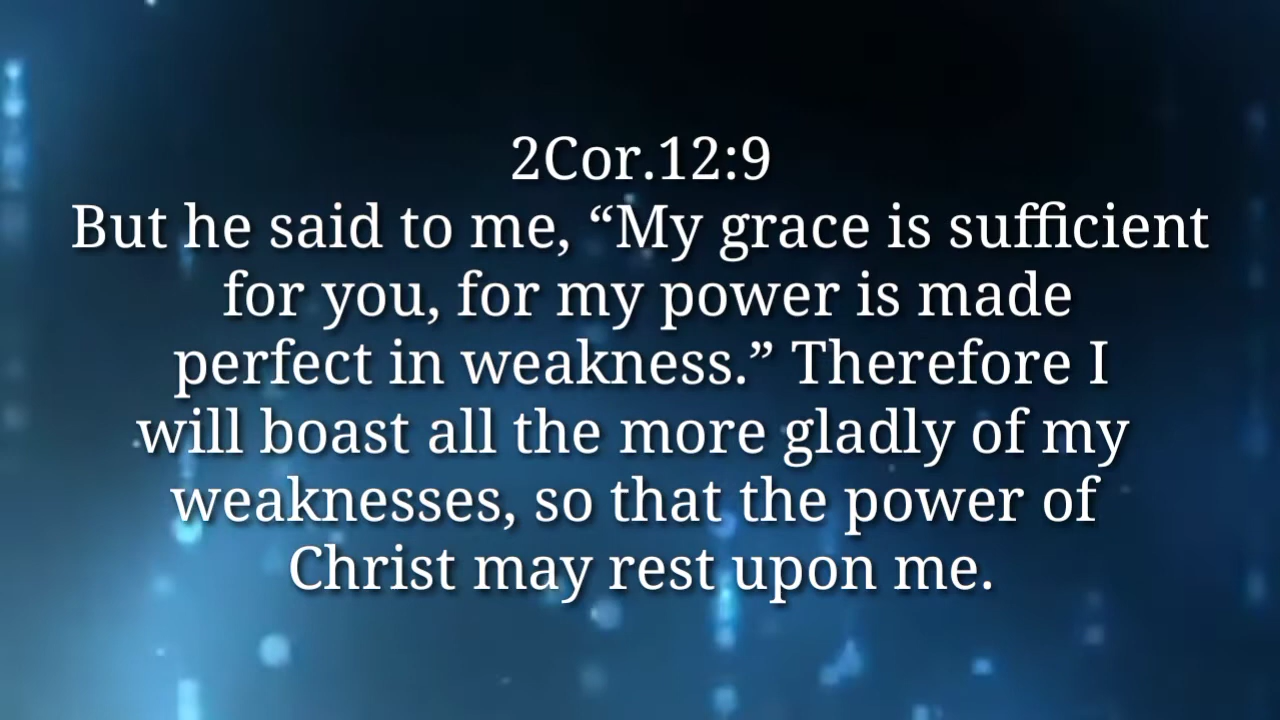 2Cor.12:9
But he said to me, “My grace is sufficient
for you, for my power is made
perfect in weakness.” Therefore I
will boast all the more gladly of my
weaknesses, so that the power of
Christ may rest upon me.